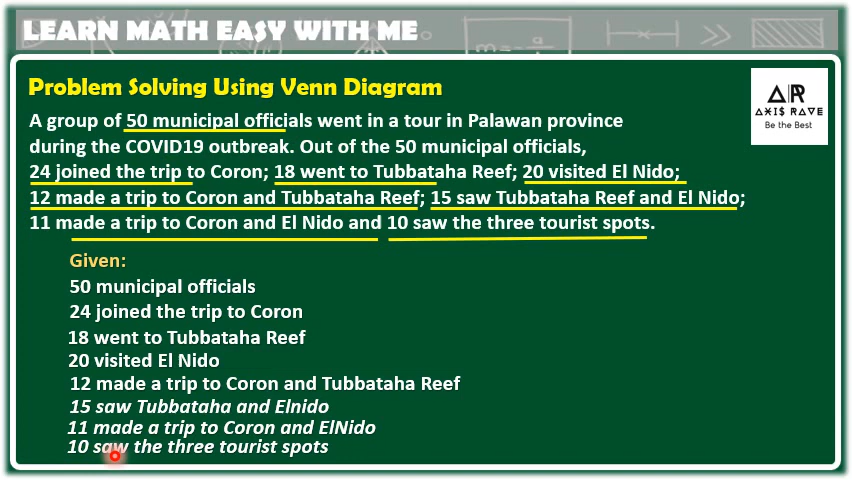 LEARN MATH EASY WITH ME
Problem Solving Using Venn Diagram
AR
AXIS RAVE
Be the Best
A group of 50 municipal officials went in a tour in Palawan province
during the COVID19 outbreak. Out of the 50 municipal officials,
24 joined the trip to Coron; 18 went to Tubbataha Reef; 20 visited El Nido;
12 made a trip to Coron and Tubbataha Reef; 15 saw Tubbataha Reef and El Nido;
11 made a trip to Coron and El Nido and 10 saw the three tourist spots.
Given:
50 municipal officials
24 joined the trip to Coron
18 went to Tubbataha Reef
20 visited El Nido
12 made a trip to Coron and Tubbataha Reef
15 saw Tubbataha and Elnido
11 made a trip to Coron and ElNido
10 saw the three tourist spots